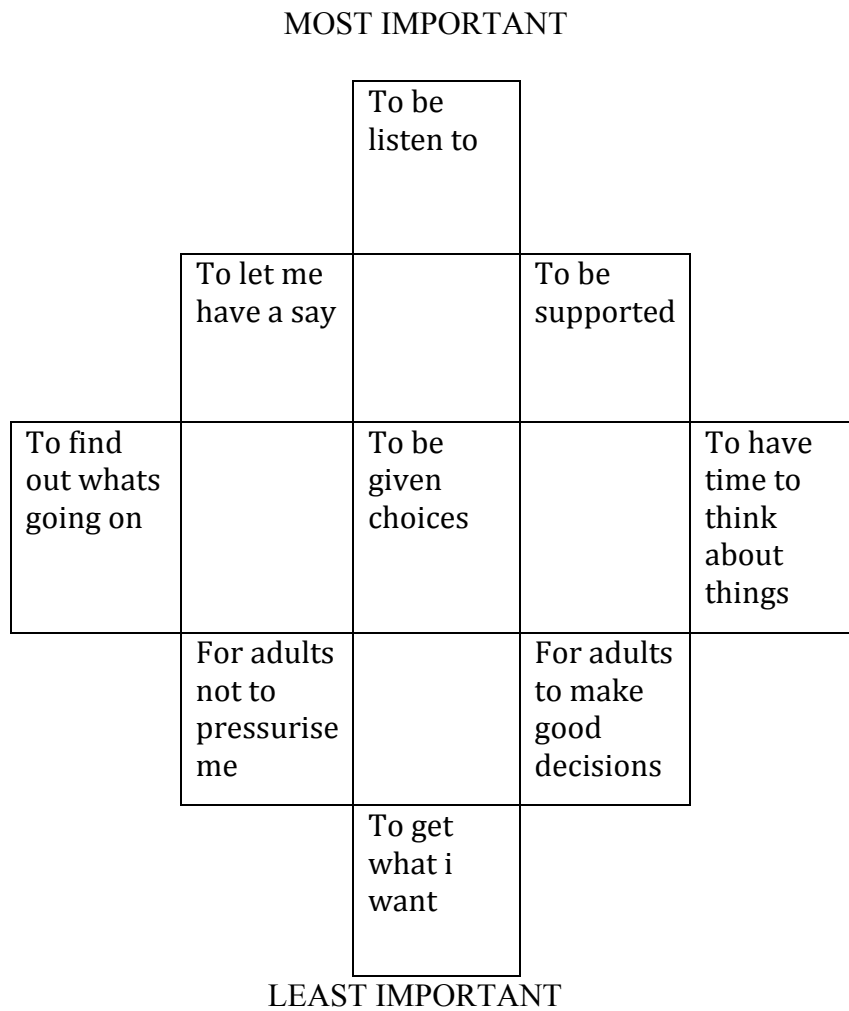 MOST IMPORTANT
To be
listen to
To let me
have a say
To be
supported
To find
out whats
going on
To be
given
choices
To have
time to
think
about
things
For adults
not to
pressurise
me
For adults
to make
good
decisions
To get
what i
want
LEAST IMPORTANT